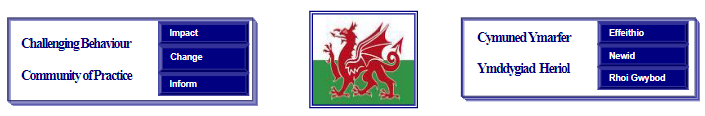 Challenging Behaviour
Community of Practice
Impact
Change
Inform
Cymuned Ymarfer
Ymddygiad Heriol
Effeithio
Newid
Rhoi Gwybod